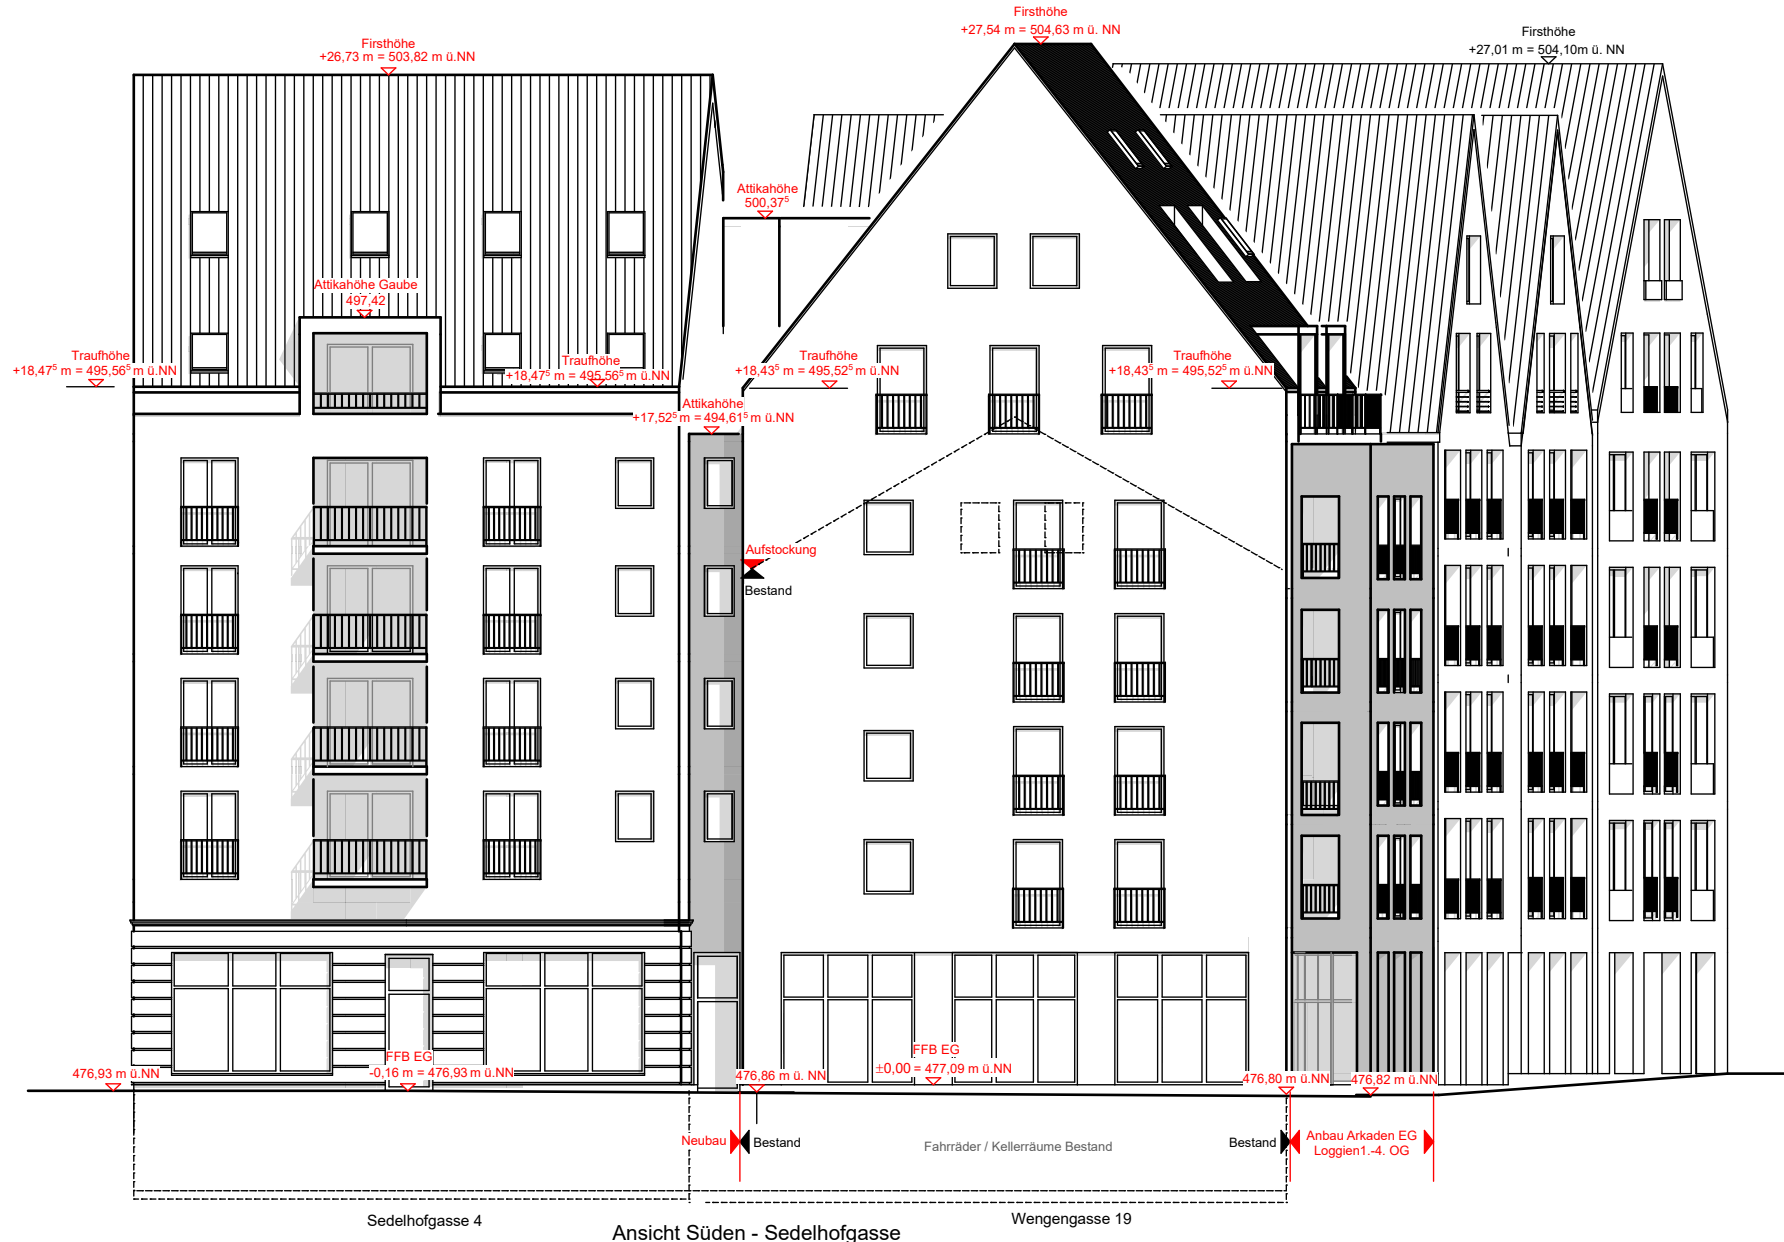 Firsthöhe
+27,54 m = 504,63 m ü.NN
Firsthöhe
+27,01 m = 504,10m ü. NN
Firsthöhe
+26,73 m = 503,82 m ü.NN
Attikahöhe
500,37⁵
Attikahöhe Gaube
497,42
Traufhöhe
+18,47⁵ m = 495,56⁵ m ü.NN
Traufhöhe
+18,47⁵ m = 495,56⁵ m ü.NN
Traufhöhe
+18,43⁵ m = 495,52⁵ m ü.NN
Traufhöhe
+18,43⁵ m = 495,52⁵ m ü.NN
Attikahöhe
+17,52⁵ m = 494,61⁵ m ü.NN
Aufstockung
Bestand
476,93 m ü.NN
FFB EG
-0,16 m = 476,93 m ü.NN
476,86 m ü. NN
FFB EG
±0,00 = 477,09 m ü.NN
476,80 m ü.NN
476,82 m ü.NN
Neubau
Bestand
Fahrräder / Kellerräume Bestand
Bestand
Anbau Arkaden EG
Loggien1.-4. OG
Sedelhofgasse 4
Wengengasse 19
Ansicht Süden - Sedelhofgasse